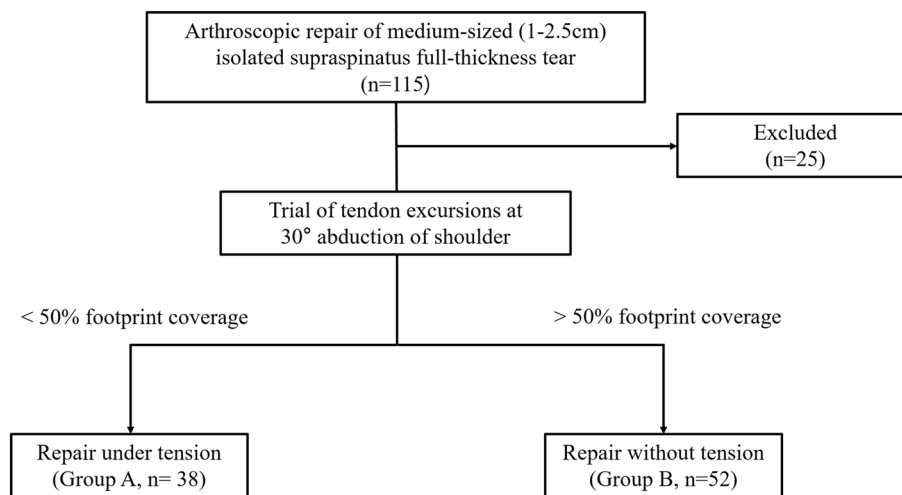 Arthroscopic repair of medium-sized (1-2.5cm)
isolated supraspinatus full-thickness tear
(n=115)
Excluded
(n=25)
Trial of tendon excursions at
30° abduction of shoulder
< 50% footprint coverage
> 50% footprint coverage
Repair under tension
(Group A, n= 38)
Repair without tension
(Group B, n=52)